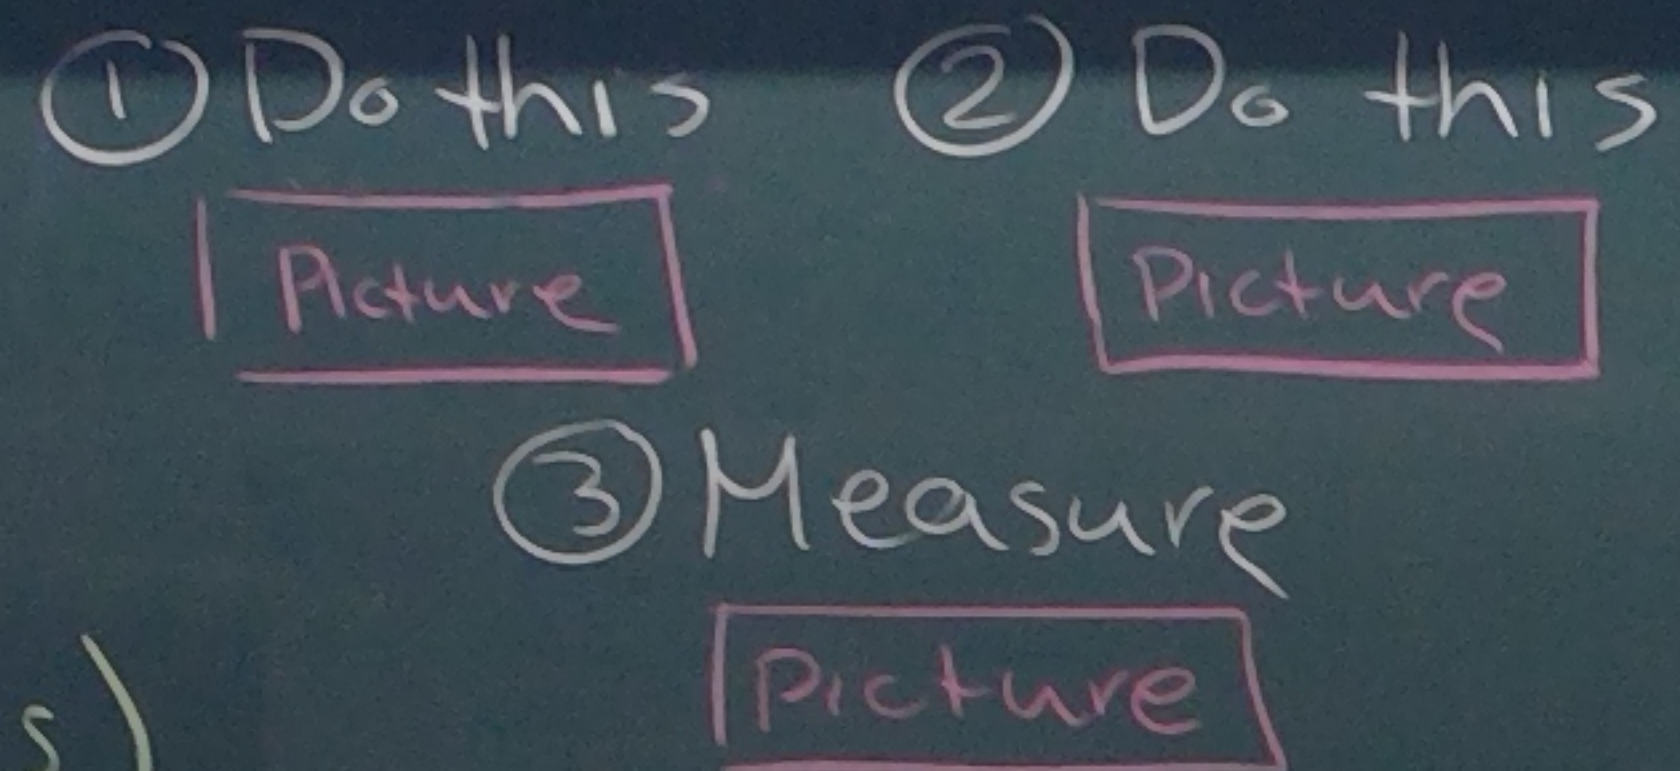 ① Do this
② Do this
Picture
Picture
③ Measure
Picture
s)